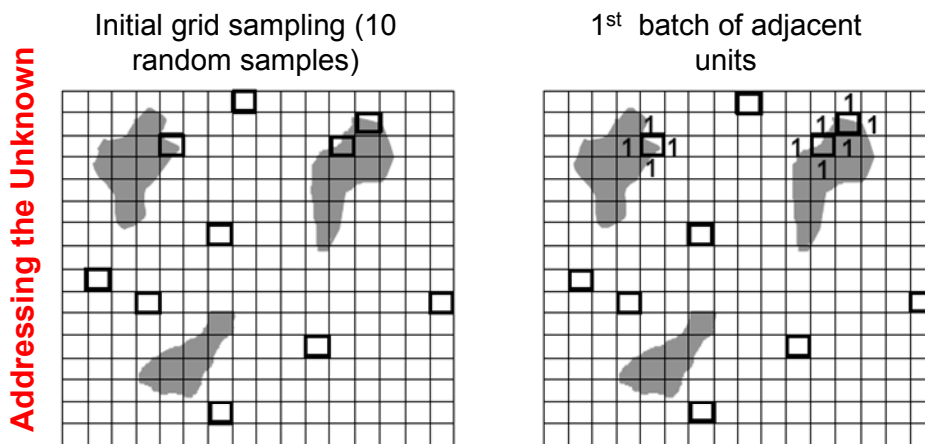 Addressing the Unknown
Initial grid sampling (10
random samples)
1st batch of adjacent
units
1
1 1
1 1
1 1
1 1
1
1